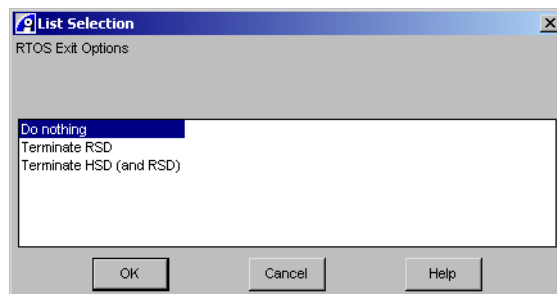 List Selection
RTOS Exit Options
Do nothing
Terminate RSD
Terminate HSD (and RSD)
OK Cancel Help